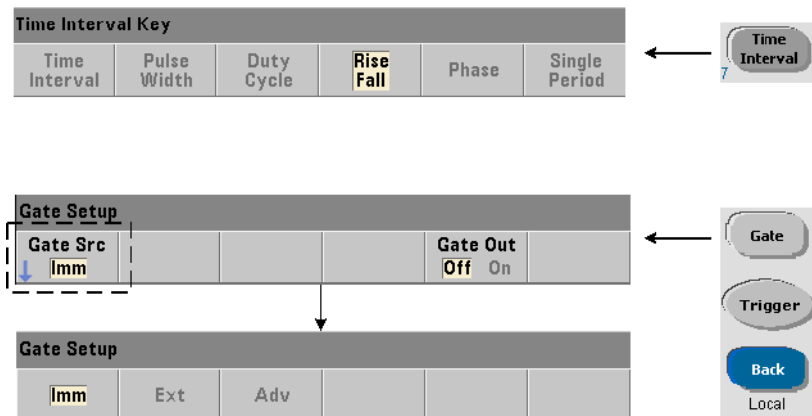 Time Interval Key
Time Interval
Pulse Width
Duty Cycle
Rise Fall
Phase
Single Period
Time Interval
7
Gate Setup
Gate Src
Imm
Gate Out
Off On
Gate
Trigger
Gate Setup
Imm
Ext
Adv
Back
Local